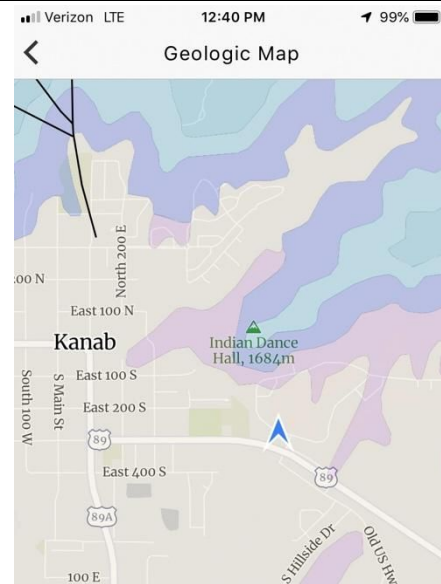 Verizon LTE 12:40 PM 99%
Geologic Map
North 200 E
00 N
East 100 N
Kanab
Indian Dance
Hall, 1684m
South 100 W
S Main St
East 100 S
East 200 S
89
East 400 S
89
89A
S Hillside Dr
Old US Hw
100 E